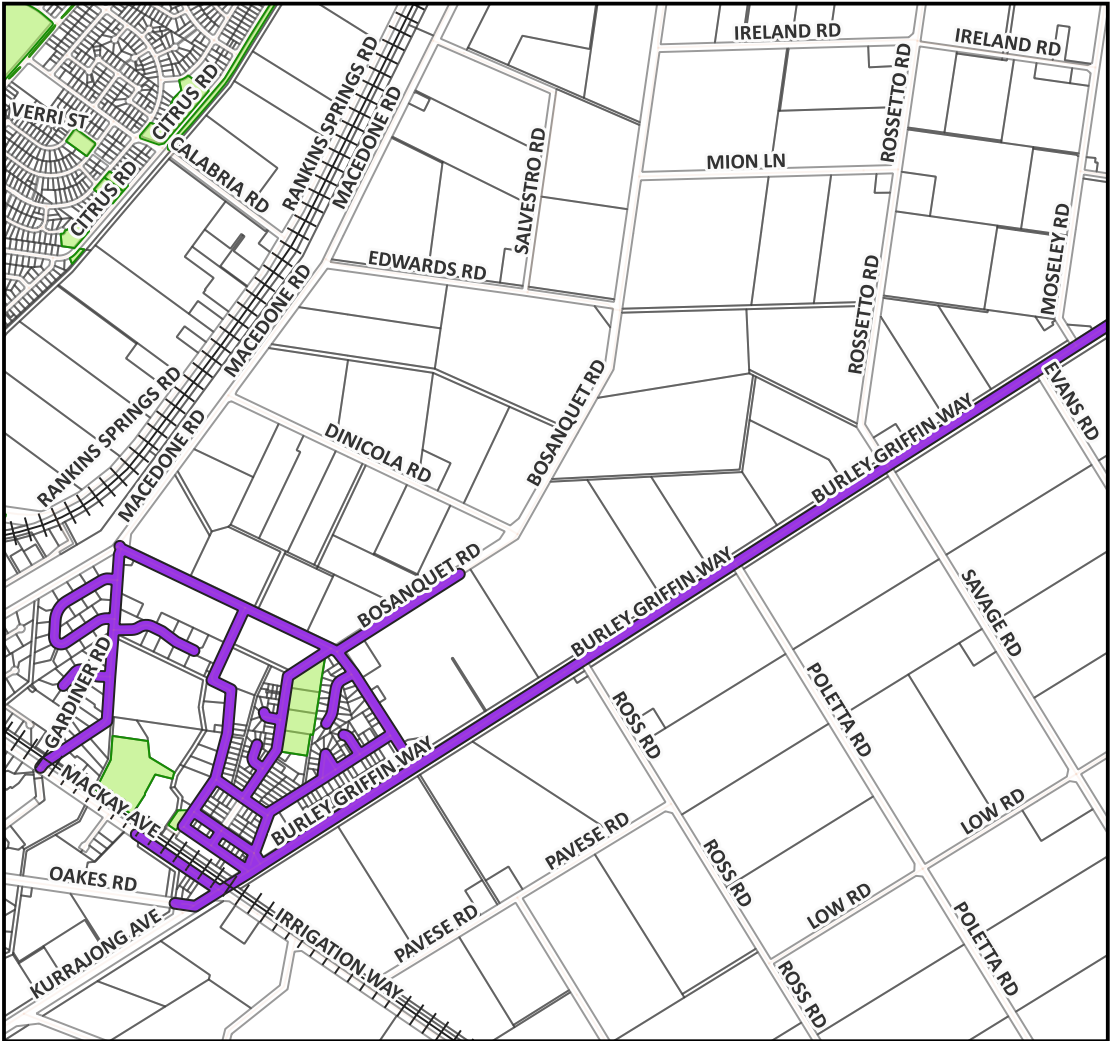 IRELAND RD
IRELAND RD
RANKINS SPRINGS RD
MACEDONE RD
ROSSETTO RD
CITRUS RD
VERRI ST
CALABRIA RD
MION LN
CITRUS RD
SALVESTRO RD
MOSELEY RD
EDWARDS RD
MACEDONE RD
ROSSETTO RD
BOSANQUET RD
EVANS RD
RANKINS SPRINGS RD
MACEDONE RD
DINICOLA RD
BURLEY GRIFFIN WAY
BOSANQUET RD
BURLEY GRIFFIN WAY
SAVAGE RD
GARDINER RD
ROSS RD
POLETTA RD
MACKAY AVE
BURLEY GRIFFIN WAY
PAVESE RD
LOW RD
OAKES RD
ROSS RD
LOW RD
KURRAJONG AVE
IRRIGATION WAY
PAVESE RD
POLETTA RD
ROSS RD